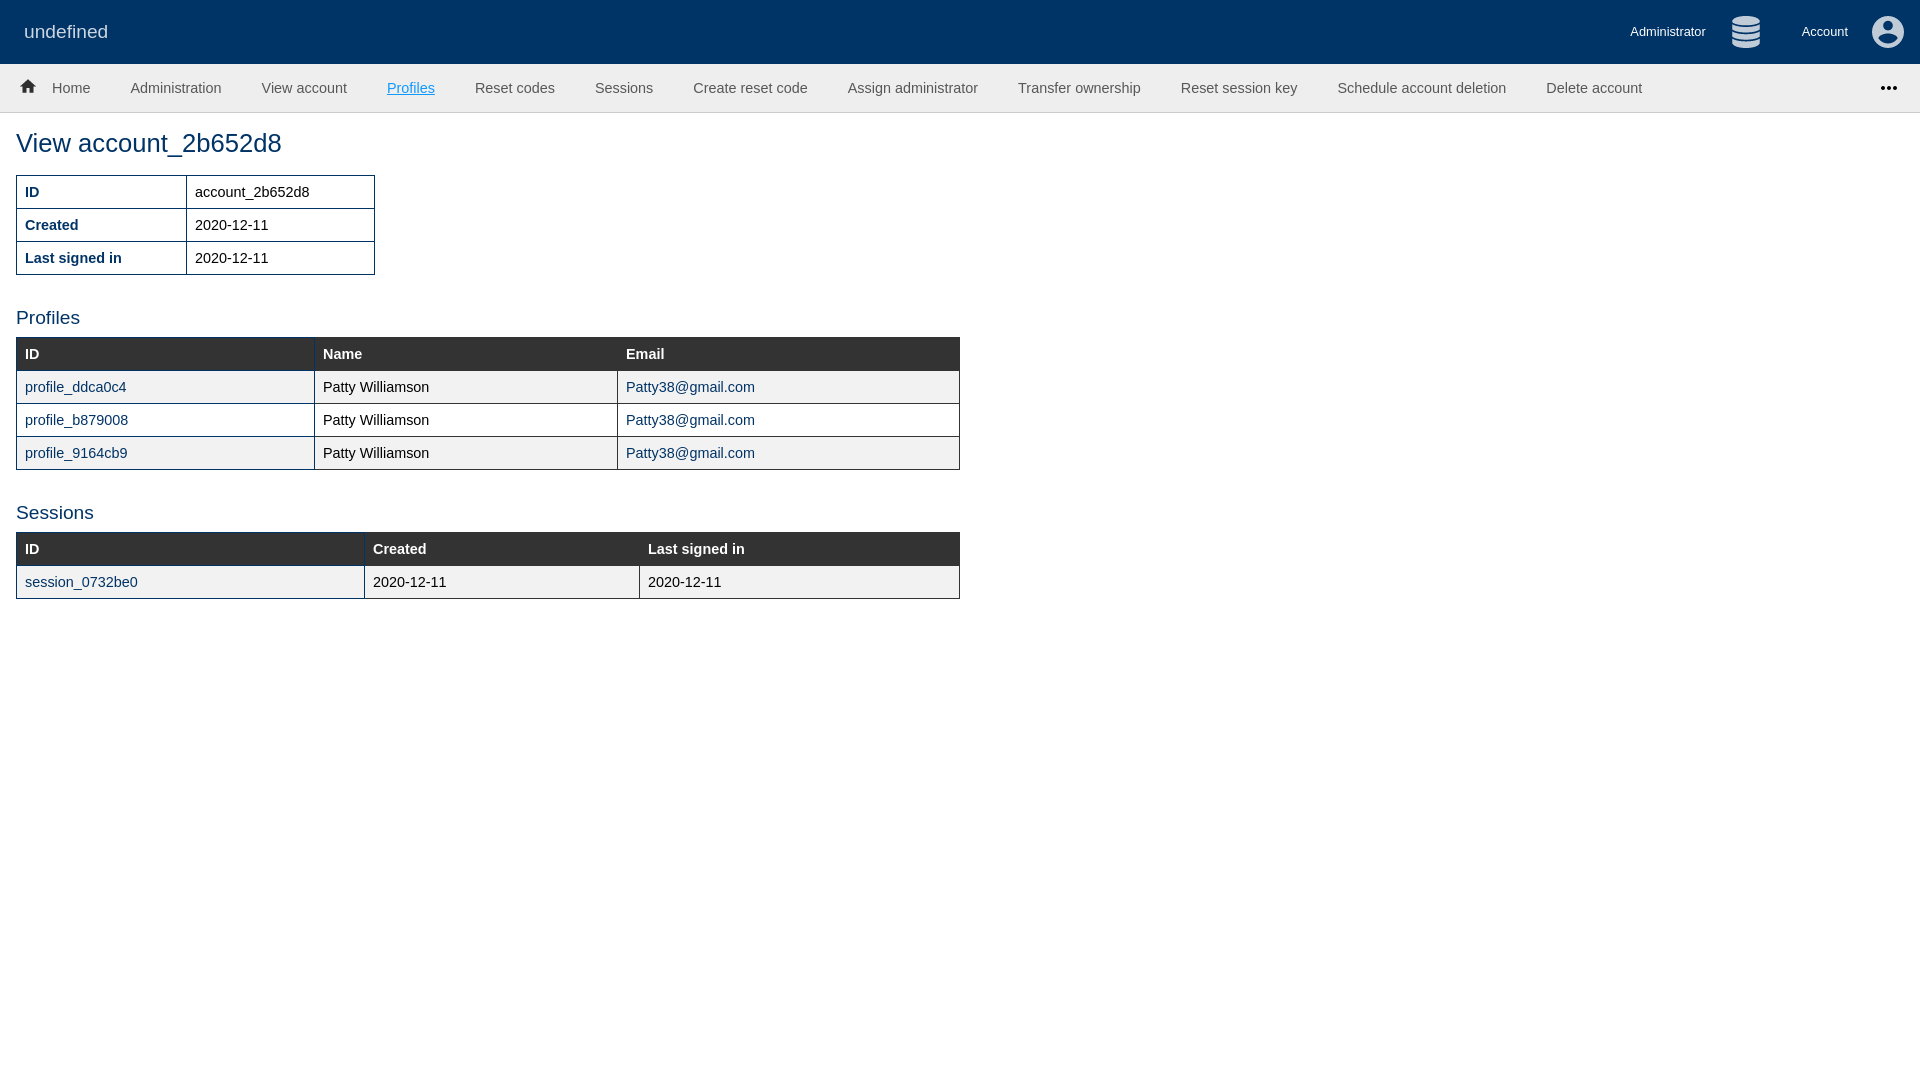 undefined
Administrator
Account
Home Administration View account Profiles Reset codes Sessions Create reset code Assign administrator Transfer ownership Reset session key Schedule account deletion Delete account
View account_2b652d8
ID account_2b652d8
Created 2020-12-11
Last signed in 2020-12-11
Profiles
ID Name Email
profile_ddca0c4 Patty Williamson Patty38@gmail.com
profile_b879008 Patty Williamson Patty38@gmail.com
profile_9164cb9 Patty Williamson Patty38@gmail.com
Sessions
ID Created Last signed in
session_0732be0 2020-12-11 2020-12-11